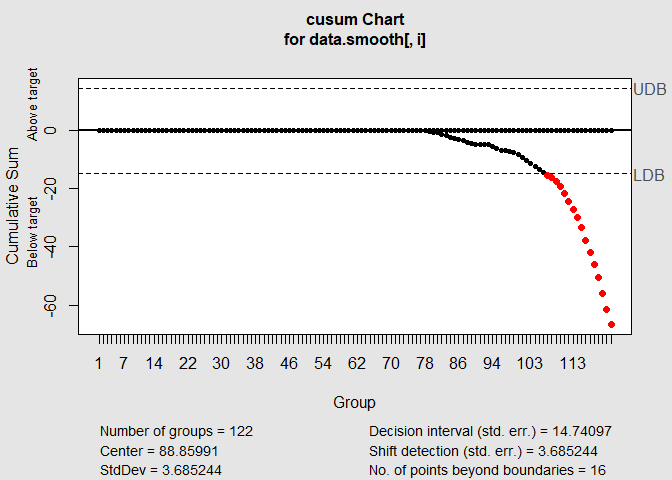 cusum Chart
for data.smooth[, i]
Cumulative Sum
Above target
Below target
0
-20
-40
-60
UDB
LDB
1 7 14 22 30 38 46 54 62 70 78 86 94 103 113
Group
Number of groups = 122
Center = 88.85991
StdDev = 3.685244
Decision interval (std. err.) = 14.74097
Shift detection (std. err.) = 3.685244
No. of points beyond boundaries = 16